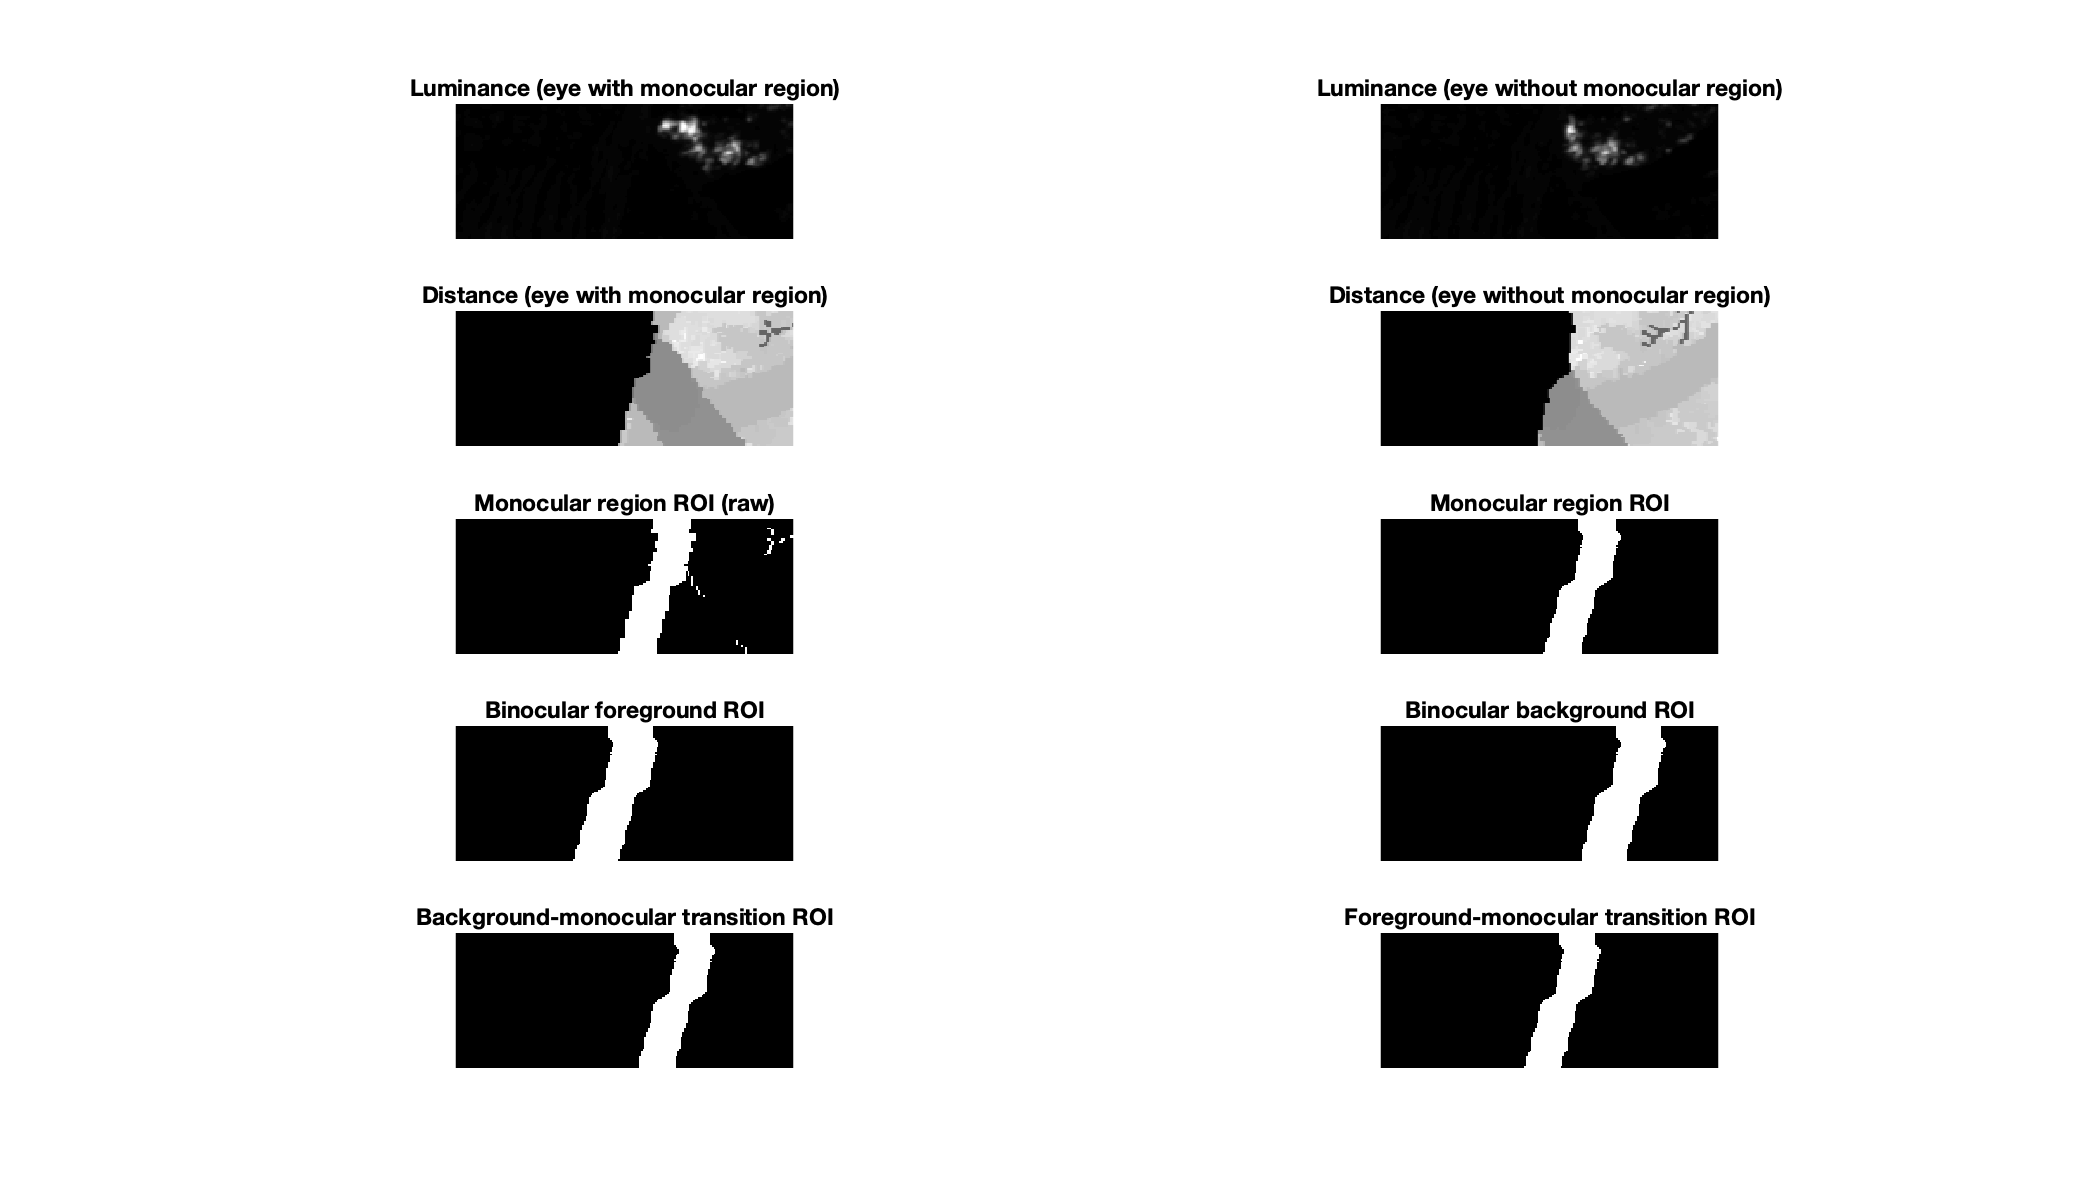 Luminance (eye with monocular region)
Luminance (eye without monocular region)
Distance (eye with monocular region)
Distance (eye without monocular region)
Monocular region ROI (raw)
Monocular region ROI
Binocular foreground ROI
Binocular background ROI
Background-monocular transition ROI
Foreground-monocular transition ROI